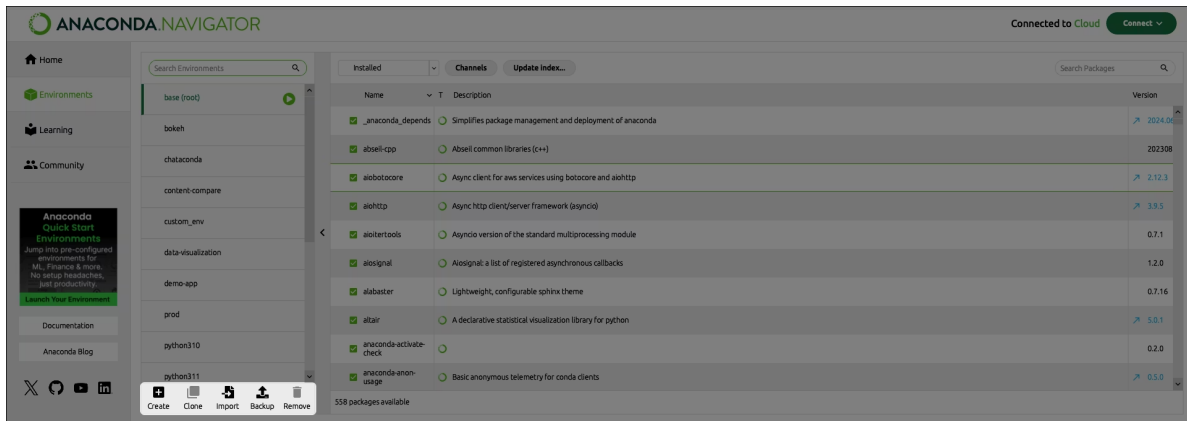 ANACONDA.NAVIGATOR
Connected to Cloud
Connect
Home
Environments
Learning
Community
Anaconda
Quick Start
Environments
Jump into pre-configured
environments for
ML, Finance & more.
No setup headaches,
just productivity.
Launch Your Environment
Documentation
Anaconda Blog
Search Environments
base (root)
bokeh
chataconda
content-compare
custom_env
data-visualization
demo-app
prod
python310
python311
Create Clone Import Backup Remove
Installed Channels Update index... Search Packages
Name T Description Version
_anaconda_depends Simplifies package management and deployment of anaconda 2024.06
abseil-cpp Abseil common libraries (c++) 202308
aiobotocore Async client for aws services using botocore and aiohttp 2.12.3
aiohttp Async http client/server framework (asyncio) 3.9.5
aioitertools Asyncio version of the standard multiprocessing module 0.7.1
aiosignal Aiosignal: a list of registered asynchronous callbacks 1.2.0
alabaster Lightweight, configurable sphinx theme 0.7.16
altair A declarative statistical visualization library for python 5.0.1
anaconda-activate-
check 0.2.0
anaconda-anon-
usage Basic anonymous telemetry for conda clients 0.5.0
558 packages available